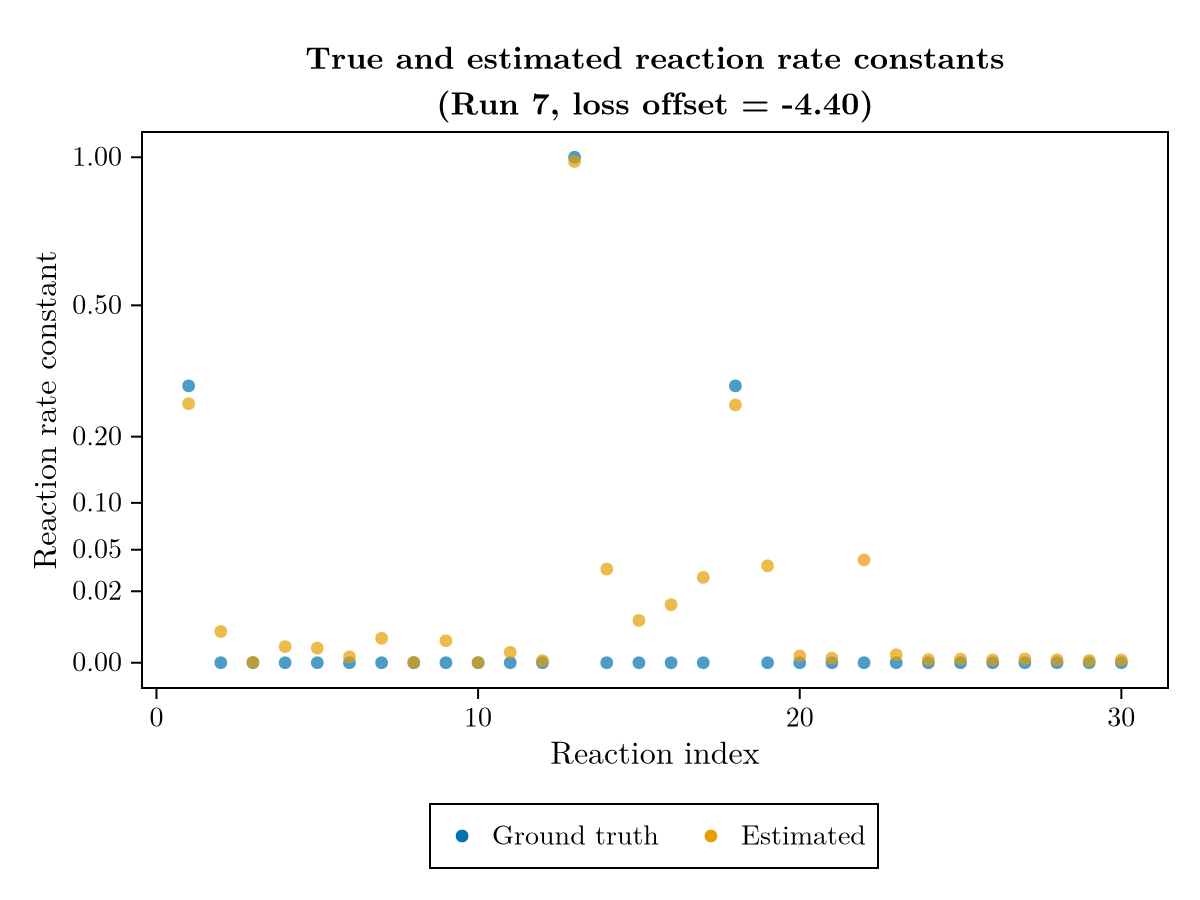 True and estimated reaction rate constants
(Run 7, loss offset = -4.40)
Reaction rate constant
1.00
0.50
0.20
0.10
0.05
0.02
0.00
0 10 20 30
Reaction index
Ground truth Estimated